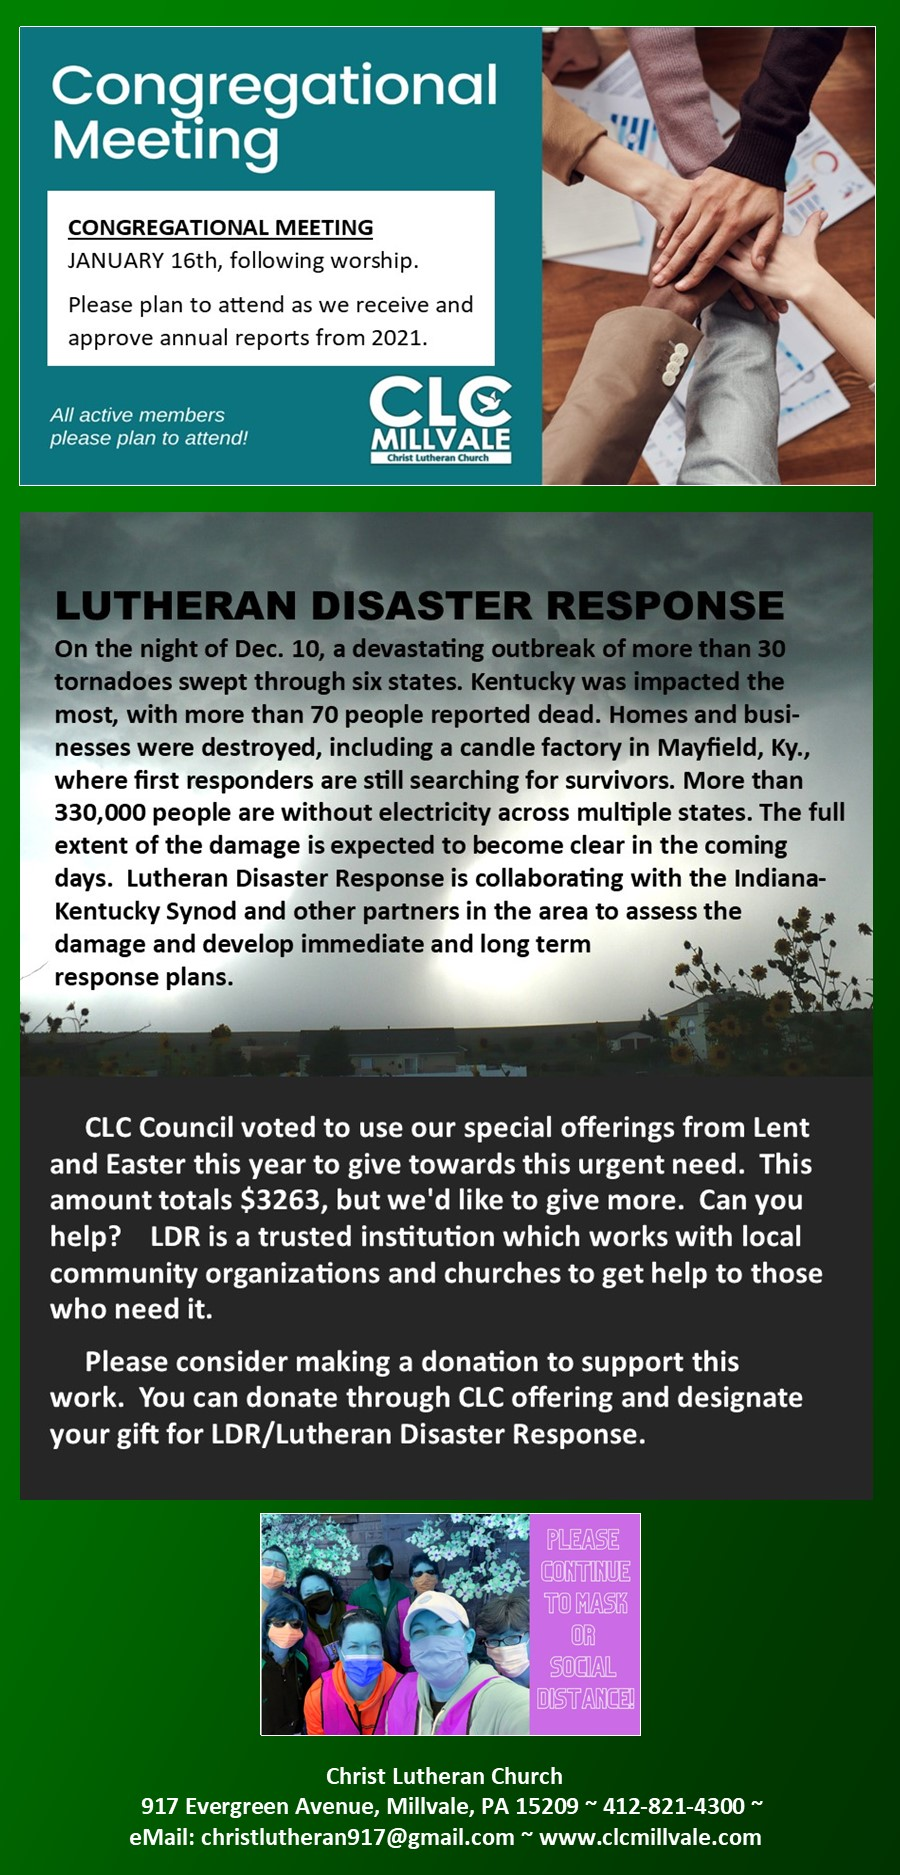 Congregational
Meeting
CONGREGATIONAL MEETING
JANUARY 16th, following worship.
Please plan to attend as we receive and
approve annual reports from 2021.
All active members
please plan to attend!
CLC
MILLVALE
Christ Lutheran Church
LUTHERAN DISASTER RESPONSE
On the night of Dec. 10, a devastating outbreak of more than 30
tornadoes swept through six states. Kentucky was impacted the
most, with more than 70 people reported dead. Homes and busi-
nesses were destroyed, including a candle factory in Mayfield, Ky.,
where first responders are still searching for survivors. More than
330,000 people are without electricity across multiple states. The full
extent of the damage is expected to become clear in the coming
days.  Lutheran Disaster Response is collaborating with the Indiana-
Kentucky Synod and other partners in the area to assess the
damage and develop immediate and long term
response plans.
CLC Council voted to use our special offerings from Lent
and Easter this year to give towards this urgent need.  This
amount totals $3263, but we'd like to give more.  Can you
help?    LDR is a trusted institution which works with local
community organizations and churches to get help to those
who need it.
Please consider making a donation to support this
work.  You can donate through CLC offering and designate
your gift for LDR/Lutheran Disaster Response.
PLEASE
CONTINUE
TO MASK
OR
SOCIAL
DISTANCE!
Christ Lutheran Church
917 Evergreen Avenue, Millvale, PA 15209 ~ 412-821-4300 ~
eMail: christlutheran917@gmail.com ~ www.clcmillvale.com